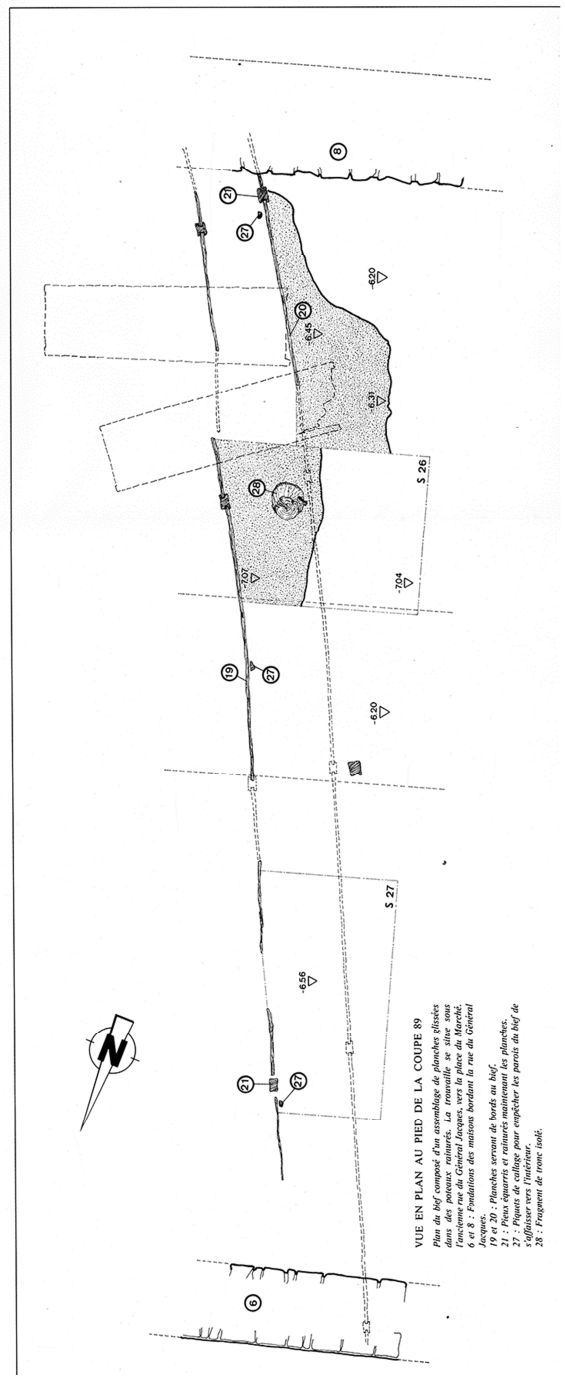 8
21
27
-6.20
20
-6.45
-6.31
28
S 26
-7.07
-7.04
19
27
-6.20
S 27
-6.56
N
21
27
6
VUE EN PLAN AU PIED DE LA COUPE 89
Plan du bief composé d'un assemblage de planches glissées
dans des poteaux rainurés. La trouvaille se situe sous
l'ancienne rue du Général Jacques, vers la place du Marché.
6 et 8 : Fondations des maisons bordant la rue du Général
Jacques.
19 et 20 : Planches servant de bords au bief.
21 : Pieux équarris et rainurés maintenant les planches.
27 : Piquets de callage pour empêcher les parois du bief de
s'affaisser vers l'intérieur.
28 : Fragment de tronc isolé.